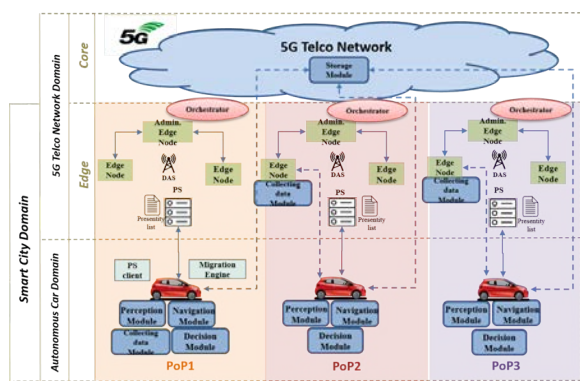 5G
5G Telco Network
Storage
Module
Core
5G Telco Network Domain
Smart City Domain
Edge
Autonomous Car Domain
Orchestrator
Admin.
Edge
Node
Edge
Node
Edge
Node
DAS
PS
Presentity
list
PS
client
Migration
Engine
Perception
Module
Navigation
Module
Collecting
data Module
Decision
Module
PoP1
Orchestrator
Admin.
Edge
Node
Edge
Node
Collecting
data Module
Edge
Node
DAS
PS
Presentity
list
Perception
Module
Navigation
Module
Decision
Module
PoP2
Orchestrator
Admin.
Edge
Node
Edge
Node
Collecting
data Module
Edge
Node
DAS
PS
Presentity
list
Perception
Module
Navigation
Module
Decision
Module
PoP3